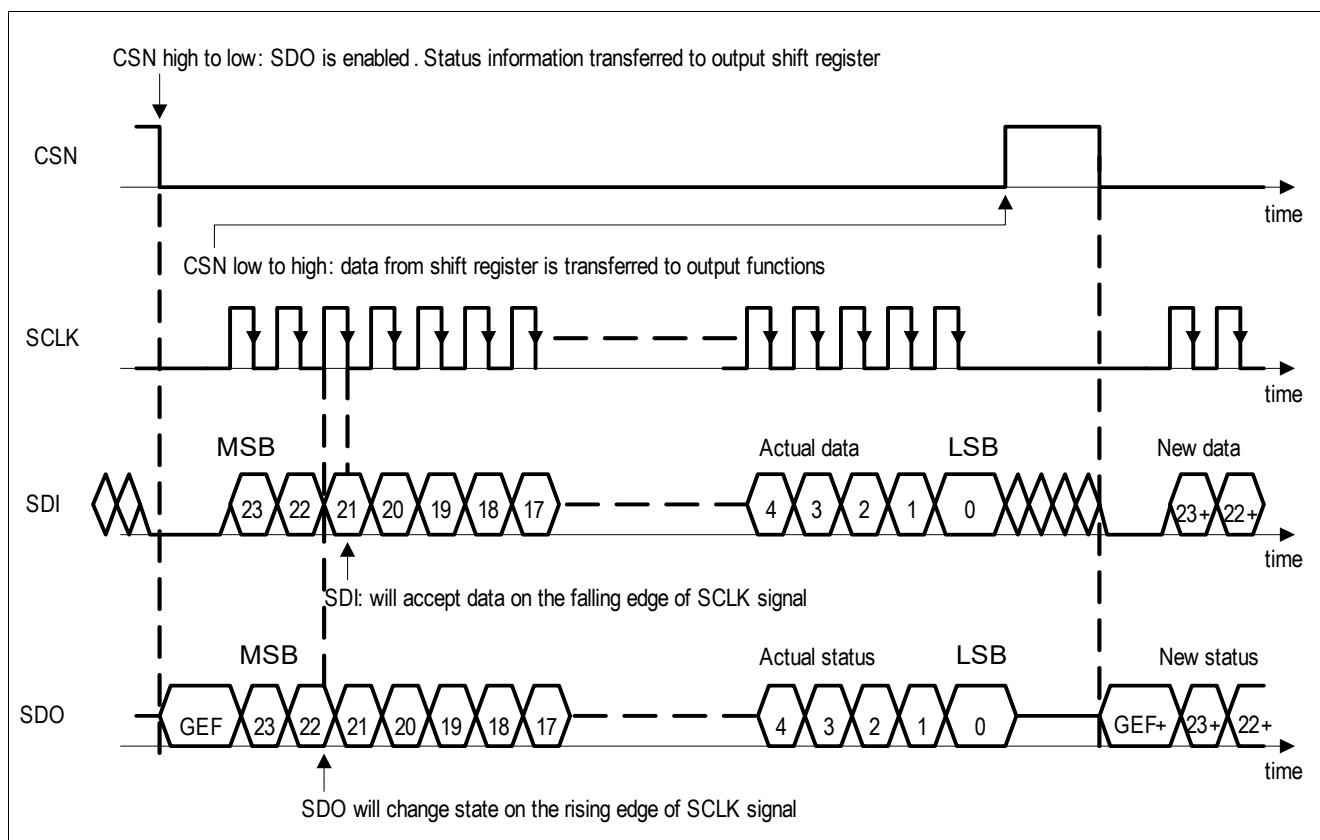 CSN high to low: SDO is enabled. Status information transferred to output shift register
CSN
time
CSN low to high: data from shift register is transferred to output functions
SCLK
time
MSB Actual data LSB New data
SDI 23 22 21 20 19 18 17 4 3 2 1 0 23+ 22+
time
SDI: will accept data on the falling edge of SCLK signal
MSB Actual status LSB New status
SDO GEF 23 22 21 20 19 18 17 4 3 2 1 0 GEF+ 23+ 22+
time
SDO will change state on the rising edge of SCLK signal